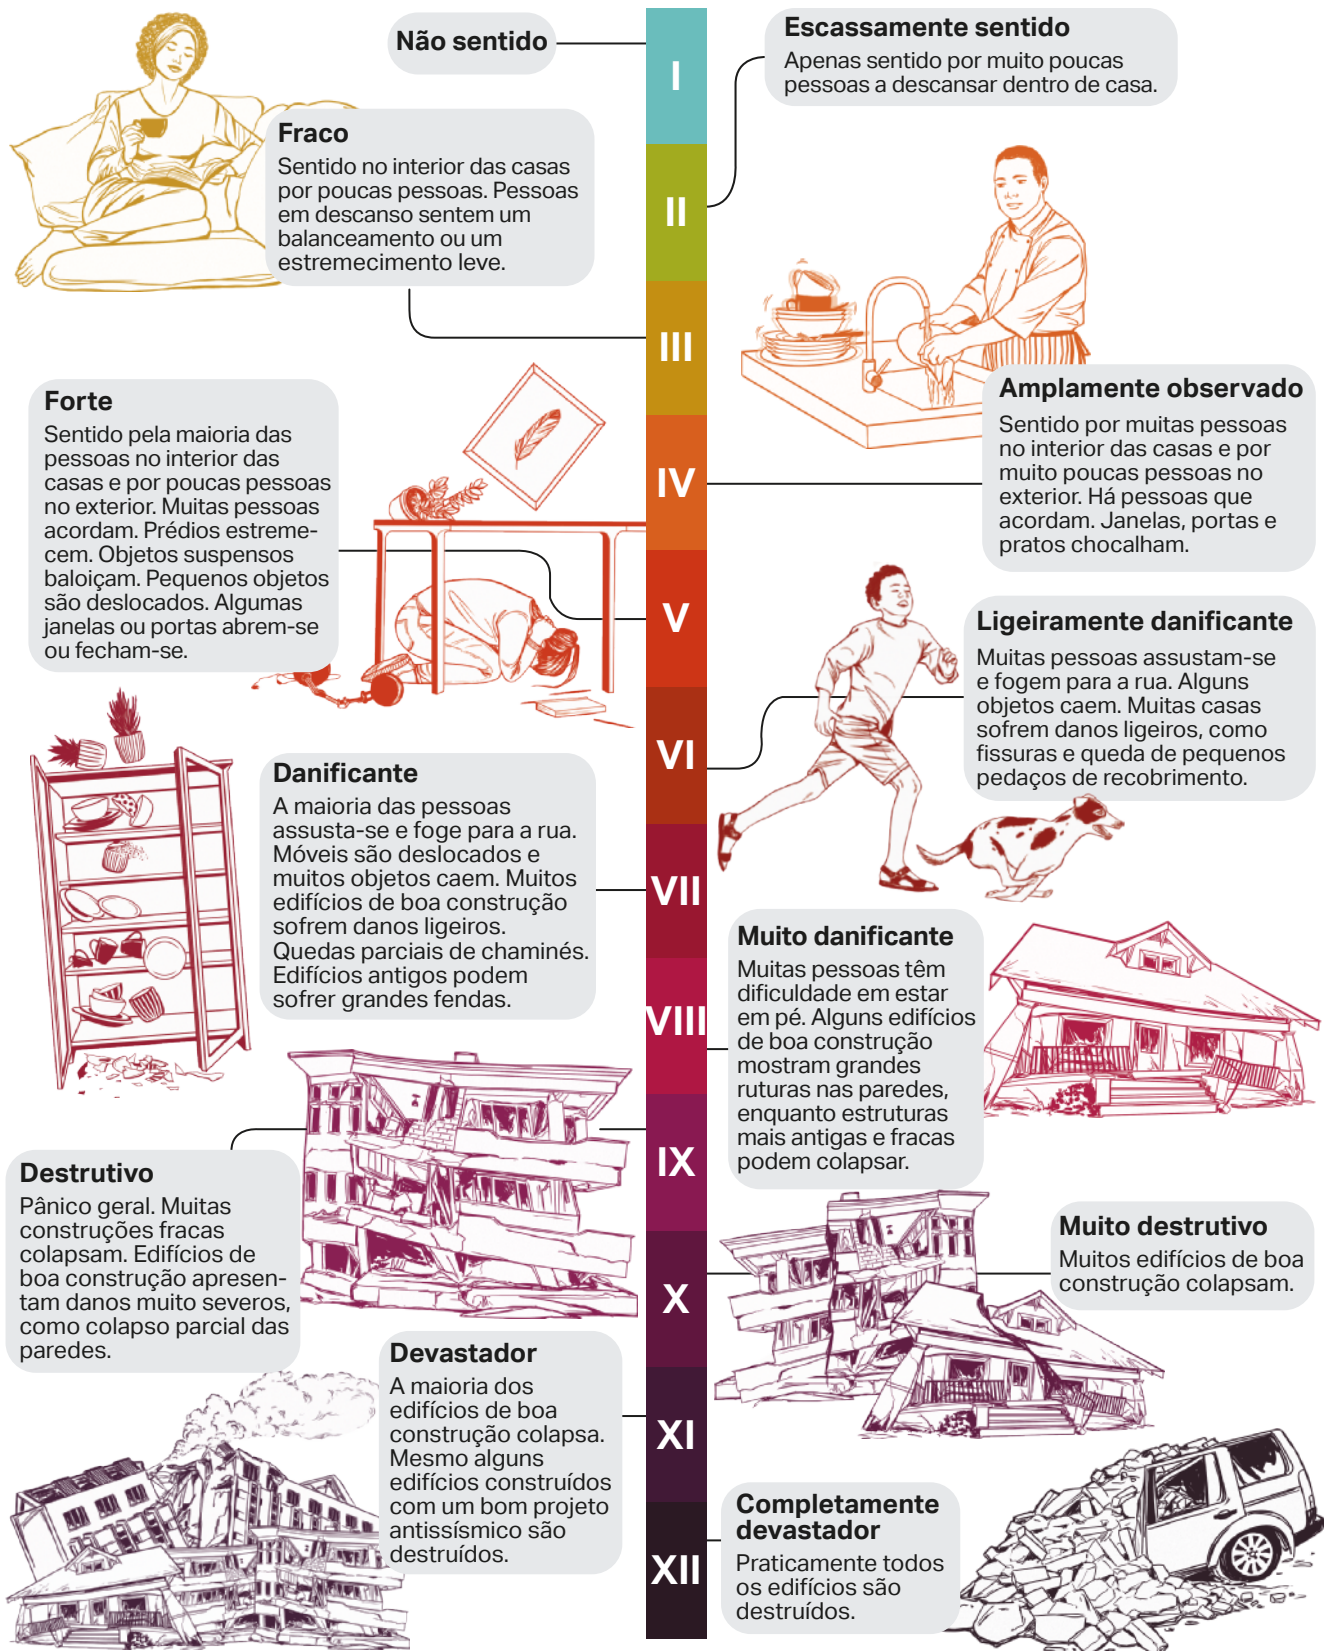 Não sentido
I
Escassamente sentido
Apenas sentido por muito poucas
pessoas a descansar dentro de casa.
II
Fraco
Sentido no interior das casas
por poucas pessoas. Pessoas
em descanso sentem um
balanceamento ou um
estremecimento leve.
III
Amplamente observado
Sentido por muitas pessoas
no interior das casas e por
muito poucas pessoas no
exterior. Há pessoas que
acordam. Janelas, portas e
pratos chocalham.
IV
Forte
Sentido pela maioria das
pessoas no interior das
casas e por poucas pessoas
no exterior. Muitas pessoas
acordam. Prédios estreme-
cem. Objetos suspensos
baloiçam. Pequenos objetos
são deslocados. Algumas
janelas ou portas abrem-se
ou fecham-se.
V
Ligeiramente danificante
Muitas pessoas assustam-se
e fogem para a rua. Alguns
objetos caem. Muitas casas
sofrem danos ligeiros, como
fissuras e queda de pequenos
pedaços de recobrimento.
VI
Danificante
A maioria das pessoas
assusta-se e foge para a rua.
Móveis são deslocados e
muitos objetos caem. Muitos
edifícios de boa construção
sofrem danos ligeiros.
Quedas parciais de chaminés.
Edifícios antigos podem
sofrer grandes fendas.
VII
Muito danificante
Muitas pessoas têm
dificuldade em estar
em pé. Alguns edifícios
de boa construção
mostram grandes
ruturas nas paredes,
enquanto estruturas
mais antigas e fracas
podem colapsar.
VIII
Destrutivo
Pânico geral. Muitas
construções fracas
colapsam. Edifícios de
boa construção apresen-
tam danos muito severos,
como colapso parcial das
paredes.
IX
Muito destrutivo
Muitos edifícios de boa
construção colapsam.
X
Devastador
A maioria dos
edifícios de boa
construção colapsa.
Mesmo alguns
edifícios construídos
com um bom projeto
antissísmico são
destruídos.
XI
Completamente
devastador
Praticamente todos
os edifícios são
destruídos.
XII